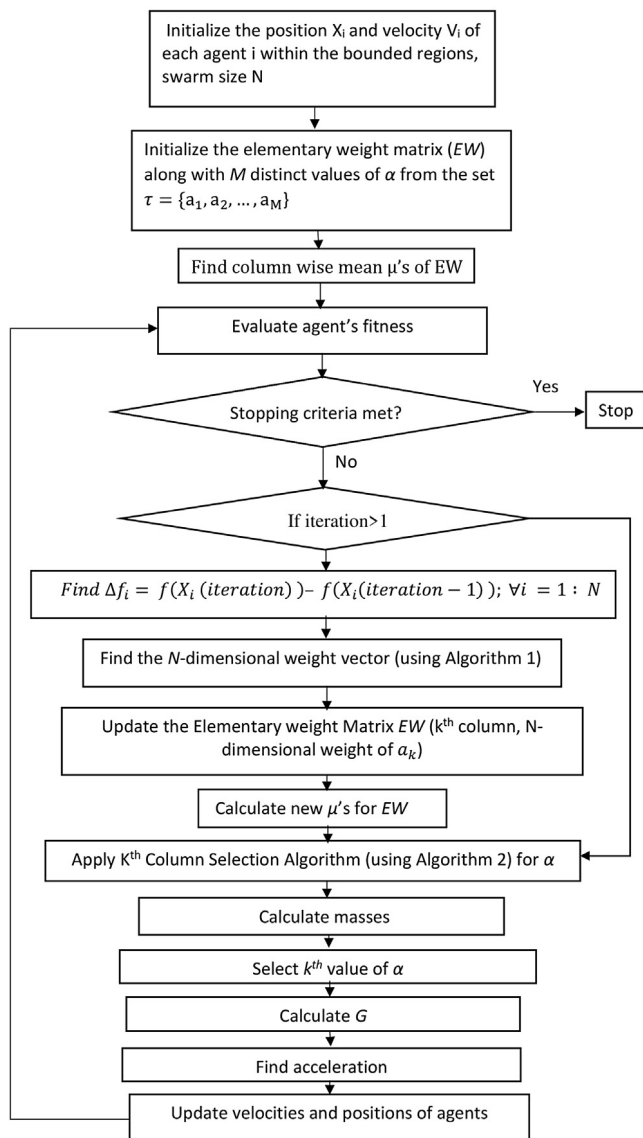 Initialize the position Xᵢ and velocity Vᵢ of
each agent i within the bounded regions,
swarm size N
Initialize the elementary weight matrix (EW)
along with M distinct values of α from the set
τ = {a₁, a₂, … , a_M}
Find column wise mean μ's of EW
Evaluate agent's fitness
Stopping criteria met?
Yes
Stop
No
If iteration>1
Find Δfᵢ = f(Xᵢ (iteration) )– f(Xᵢ(iteration − 1) ); ∀i = 1 : N
Find the N-dimensional weight vector (using Algorithm 1)
Update the Elementary weight Matrix EW (kᵗʰ column, N-
dimensional weight of aₖ)
Calculate new μ's for EW
Apply Kᵗʰ Column Selection Algorithm (using Algorithm 2) for α
Calculate masses
Select kᵗʰ value of α
Calculate G
Find acceleration
Update velocities and positions of agents